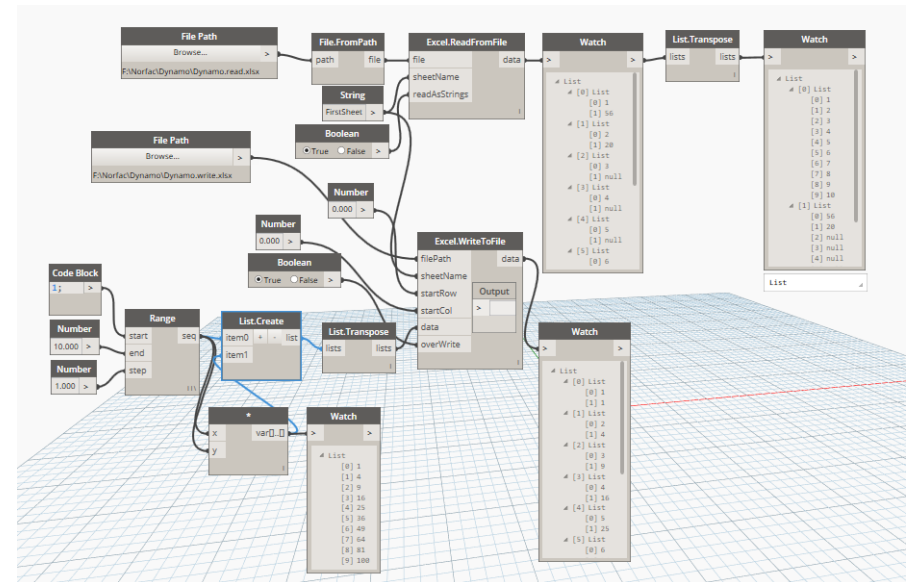 File Path
Browse...
>
F:\Norfac\Dynamo\Dynamo.read.xlsx
File.FromPath
path file
Excel.ReadFromFile
file data
sheetName
readAsStrings
l
String
FirstSheet >
Boolean
True False >
Watch
> >
List
[0] List
[0] 1
[1] 56
[1] List
[0] 2
[1] 20
[2] List
[0] 3
[1] null
[3] List
[0] 4
[1] null
[4] List
[0] 5
[1] null
[5] List
[0] 6
List.Transpose
lists lists
l
Watch
> >
List
[0] List
[0] 1
[1] 2
[2] 3
[3] 4
[4] 5
[5] 6
[6] 7
[7] 8
[8] 9
[9] 10
[1] List
[0] 56
[1] 20
[2] null
[3] null
[4] null
List
File Path
Browse... >
F:\Norfac\Dynamo\Dynamo.write.xlsx
Number
0,000 >
Number
0.000 >
Boolean
True False >
Excel.WriteToFile
filePath data
sheetName
startRow
startCol
data
overWrite
l
Output
>
Code Block
1; >
Number
10.000 >
Number
1.000 >
Range
start seq
end
step
lll
List.Create
item0 + - list
item1
List.Transpose
lists lists
l
*
x var[]..[]
y
l
Watch
> >
List
[0] 1
[1] 4
[2] 9
[3] 16
[4] 25
[5] 36
[6] 49
[7] 64
[8] 81
[9] 100
Watch
> >
List
[0] List
[0] 1
[1] 1
[1] List
[0] 2
[1] 4
[2] List
[0] 3
[1] 9
[3] List
[0] 4
[1] 16
[4] List
[0] 5
[1] 25
[5] List
[0] 6